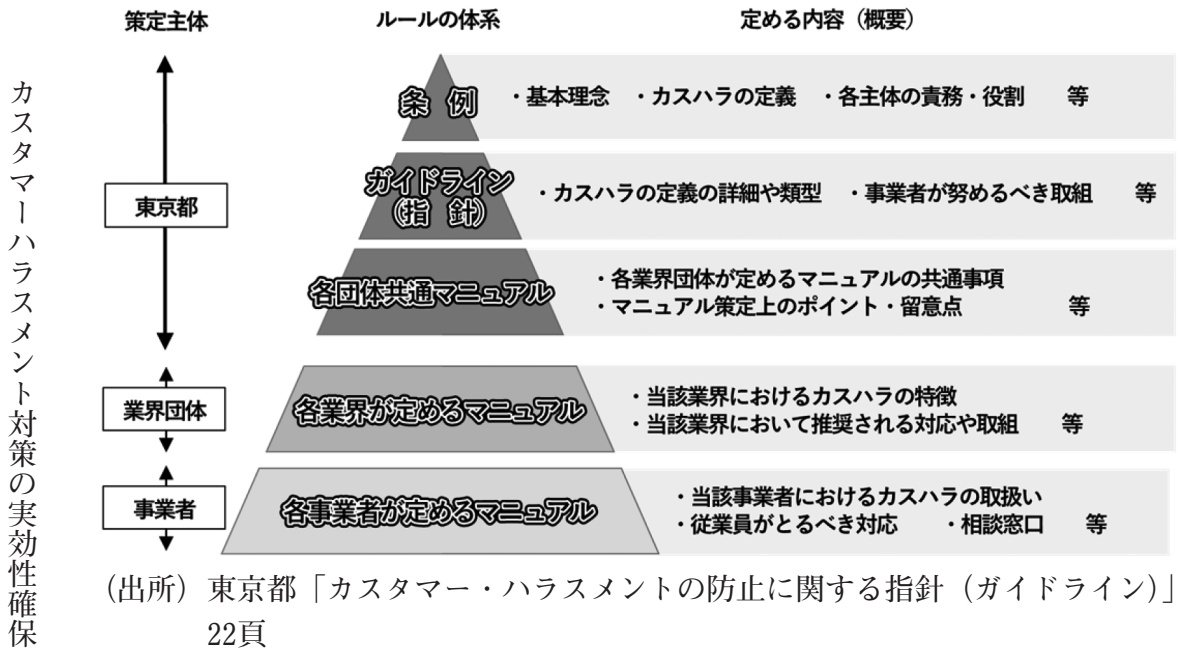 カスタマーハラスメント対策の実効性確保
策定主体
ルールの体系
定める内容（概要）
東京都
条 例
・基本理念 ・カスハラの定義 ・各主体の責務・役割 等
ガイドライン
（指 針）
・カスハラの定義の詳細や類型 ・事業者が努めるべき取組 等
各団体共通マニュアル
・各業界団体が定めるマニュアルの共通事項
・マニュアル策定上のポイント・留意点 等
業界団体
各業界が定めるマニュアル
・当該業界におけるカスハラの特徴
・当該業界において推奨される対応や取組 等
事業者
各事業者が定めるマニュアル
・当該事業者におけるカスハラの取扱い
・従業員がとるべき対応 ・相談窓口 等
（出所）東京都「カスタマー・ハラスメントの防止に関する指針（ガイドライン）」
22頁